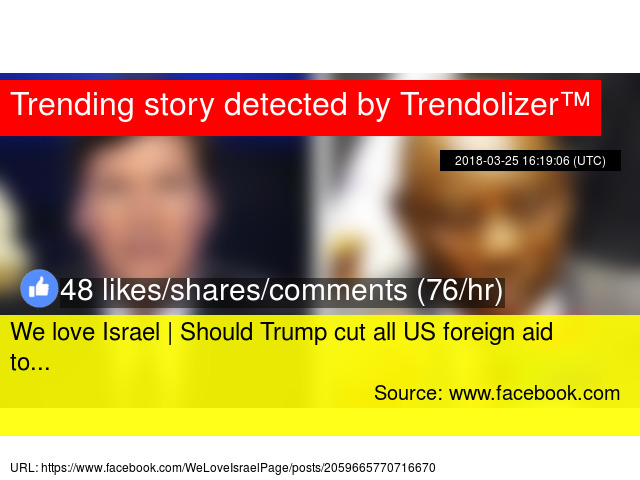 Trending story detected by Trendolizer™
2018-03-25 16:19:06 (UTC)
48 likes/shares/comments (76/hr)
We love Israel | Should Trump cut all US foreign aid
to...
Source: www.facebook.com
URL: https://www.facebook.com/WeLoveIsraelPage/posts/2059665770716670